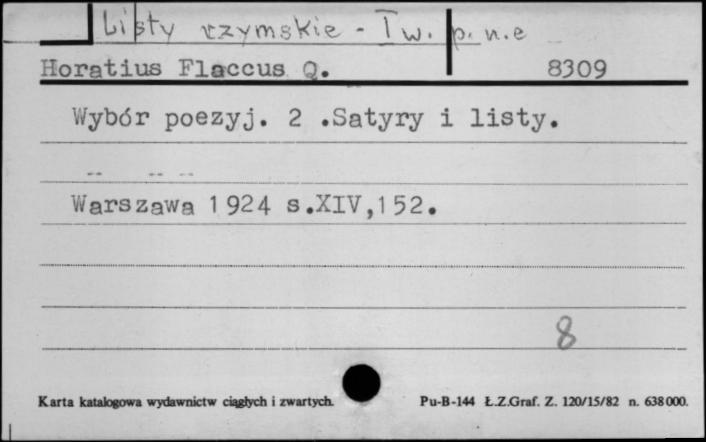 Listy rzymskie - I w. p. n. e
Horatius Flaccus Q. 8309
Wybór poezyj. 2 .Satyry i listy.
Warszawa 1924 s.XIV,152.
8
Karta katalogowa wydawnictw ciągłych i zwartych. Pu-B-144 Ł.Z.Graf. Z. 120/15/82 n. 638000.